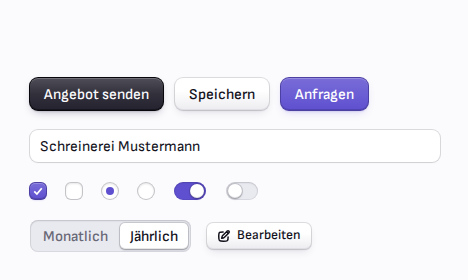 Angebot senden Speichern Anfragen
Schreinerei Mustermann
Monatlich Jährlich Bearbeiten